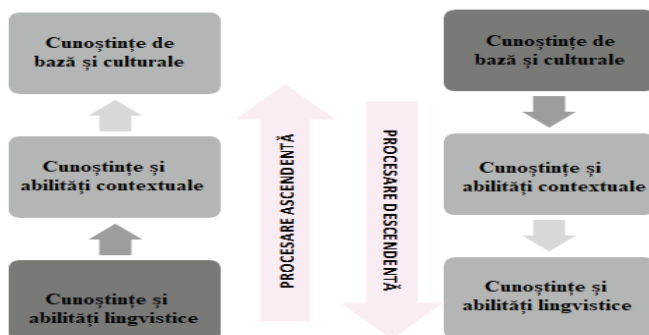 Cunoștințe de
bază și culturale
Cunoștințe și
abilități contextuale
Cunoștințe și
abilități lingvistice
PROCESARE ASCENDENTĂ
PROCESARE DESCENDENTĂ
Cunoștințe de
bază și culturale
Cunoștințe și
abilități contextuale
Cunoștințe și
abilități lingvistice